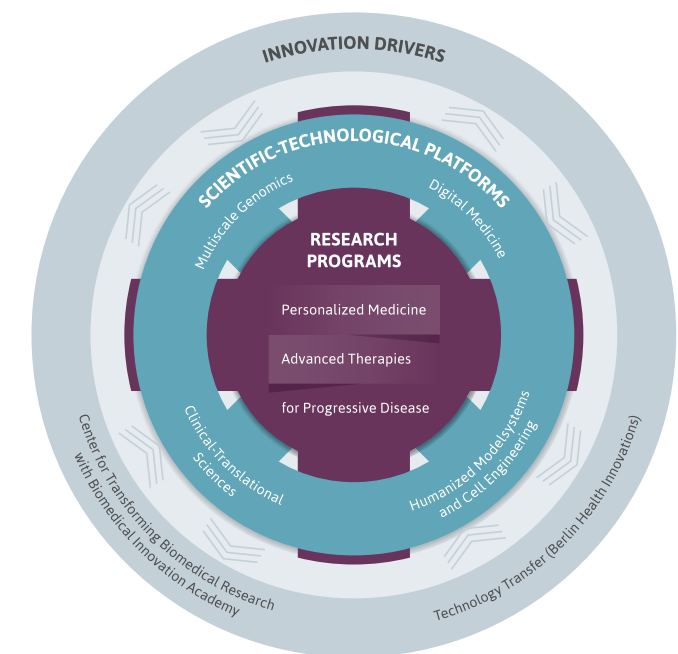 INNOVATION DRIVERS
SCIENTIFIC-TECHNOLOGICAL PLATFORMS
Multiscale Genomics
Digital Medicine
RESEARCH
PROGRAMS
Personalized Medicine
Advanced Therapies
for Progressive Disease
Clinical-Translational
Sciences
Humanized Modelsystems
and Cell Engineering
Center for Transforming Biomedical Research
with Biomedical Innovation Academy
Technology Transfer (Berlin Health Innovations)